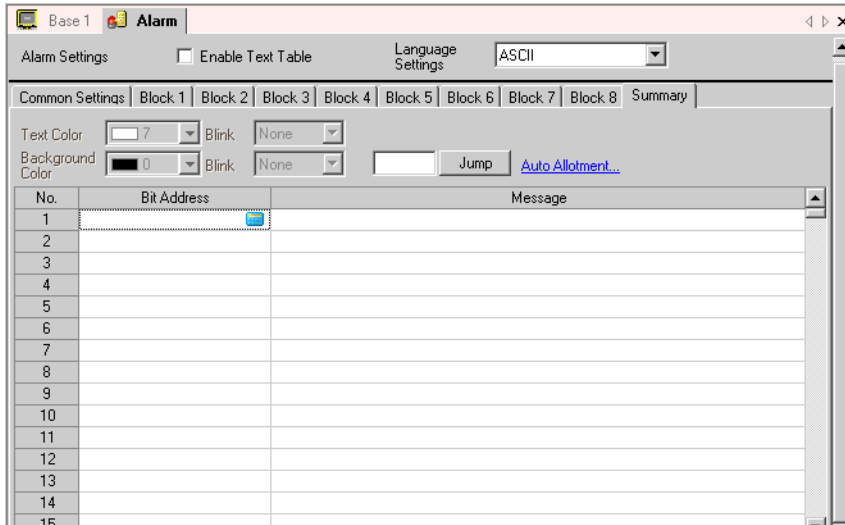 Base 1 Alarm
Alarm Settings Enable Text Table Language Settings ASCII
Common Settings Block 1 Block 2 Block 3 Block 4 Block 5 Block 6 Block 7 Block 8 Summary
Text Color 7 Blink None
Background Color 0 Blink None Jump Auto Allotment...
No. Bit Address Message
1
2
3
4
5
6
7
8
9
10
11
12
13
14
15